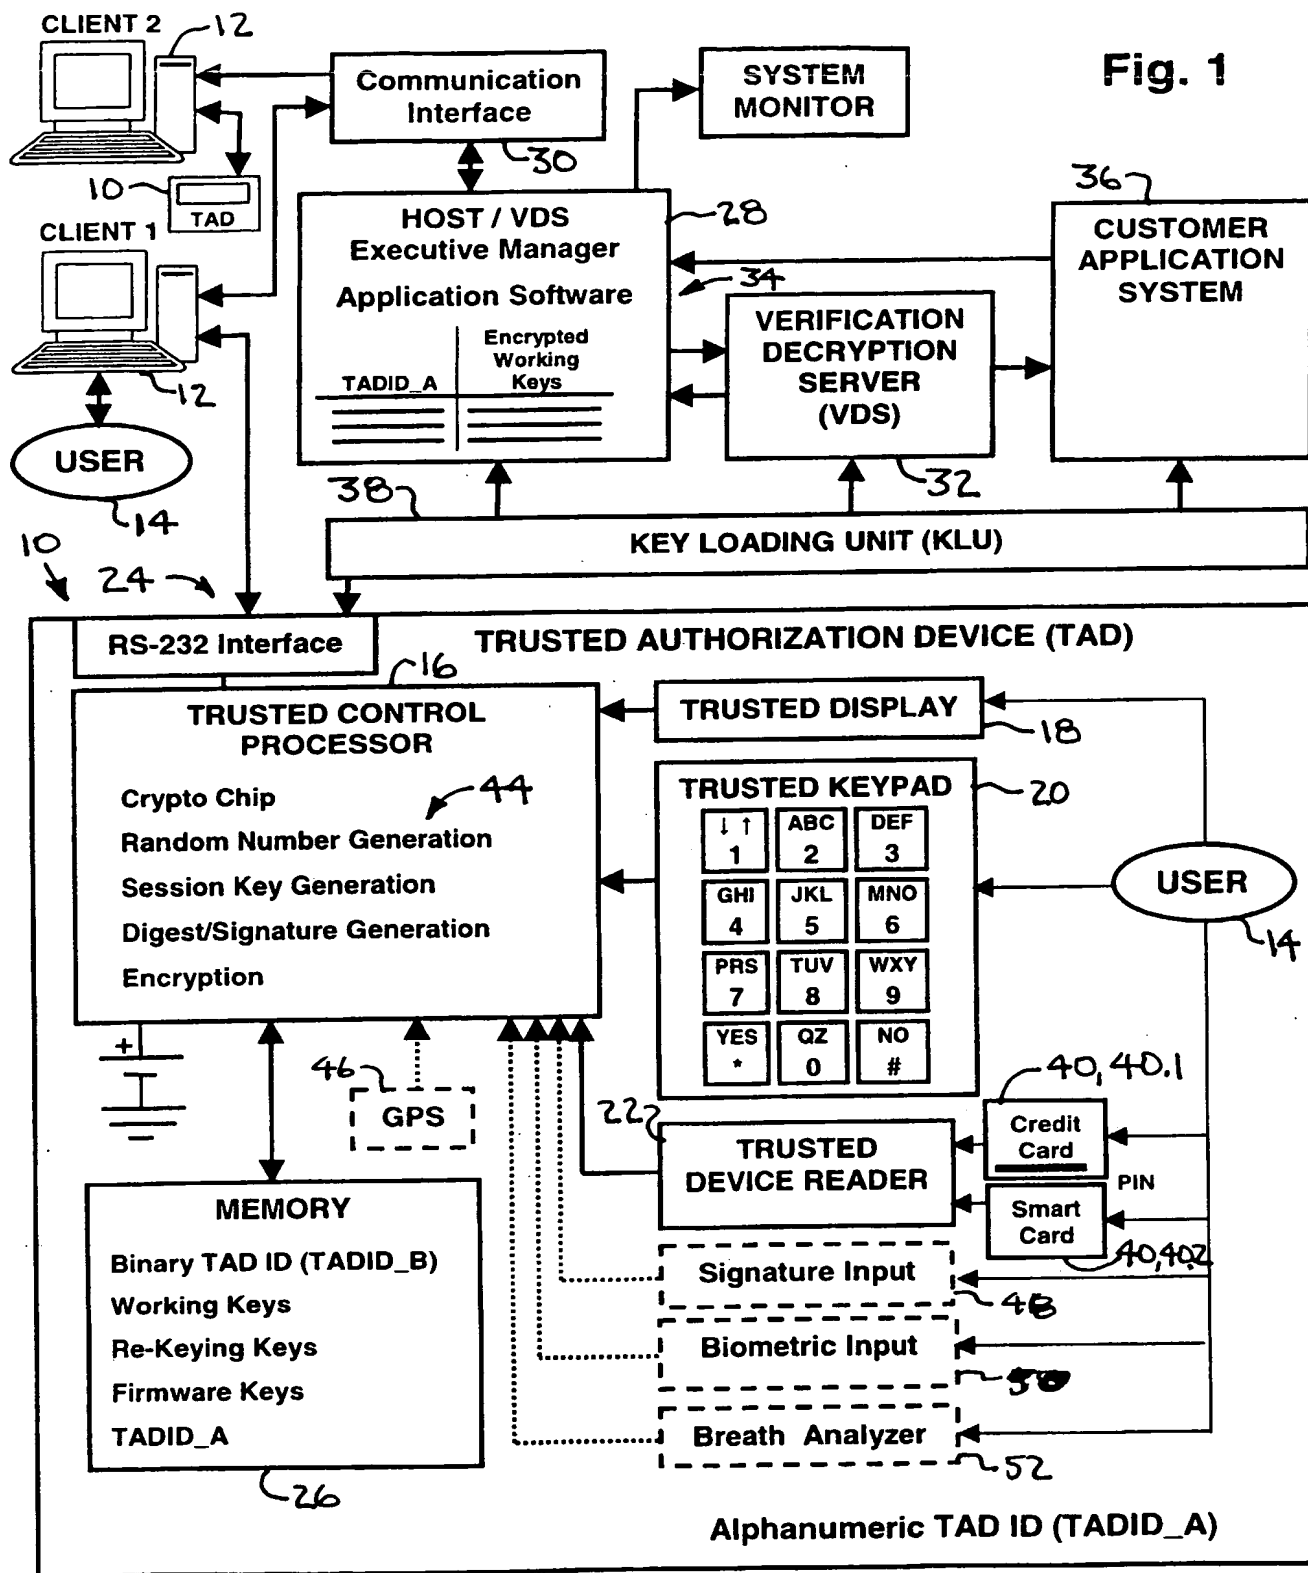 CLIENT 2
12
Communication
Interface
30
SYSTEM
MONITOR
Fig. 1
10
TAD
CLIENT 1
12
USER
14
HOST / VDS
Executive Manager
Application Software
TADID_A
Encrypted
Working
Keys
28
34
VERIFICATION
DECRYPTION
SERVER
(VDS)
32
36
CUSTOMER
APPLICATION
SYSTEM
38
KEY LOADING UNIT (KLU)
10
24
RS-232 Interface
TRUSTED AUTHORIZATION DEVICE (TAD)
16
TRUSTED CONTROL
PROCESSOR
Crypto Chip
44
Random Number Generation
Session Key Generation
Digest/Signature Generation
Encryption
TRUSTED DISPLAY
18
TRUSTED KEYPAD
20
↓ ↑ ABC DEF
1 2 3
GHI JKL MNO
4 5 6
PRS TUV WXY
7 8 9
YES QZ NO
* 0 #
USER
14
+
46
GPS
22
TRUSTED
DEVICE READER
40, 40.1
Credit
Card
PIN
Smart
Card
40, 40.2
Signature Input
48
Biometric Input
50
Breath Analyzer
52
MEMORY
Binary TAD ID (TADID_B)
Working Keys
Re-Keying Keys
Firmware Keys
TADID_A
26
Alphanumeric TAD ID (TADID_A)